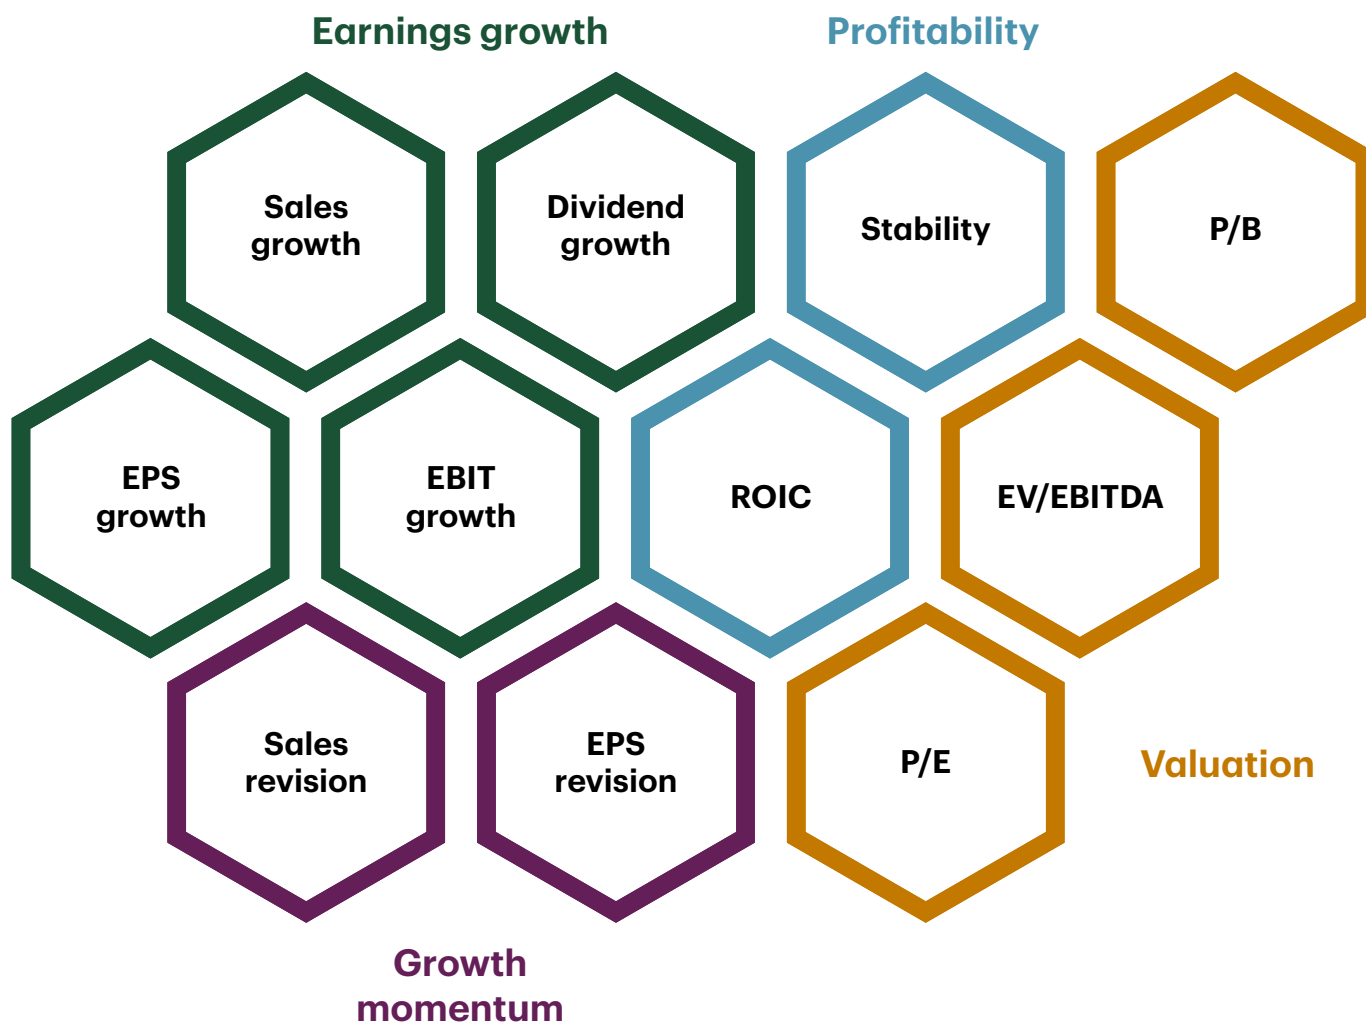 Earnings growth
Profitability
Sales
growth
Dividend
growth
Stability
P/B
EPS
growth
EBIT
growth
ROIC
EV/EBITDA
Sales
revision
EPS
revision
P/E
Valuation
Growth
momentum